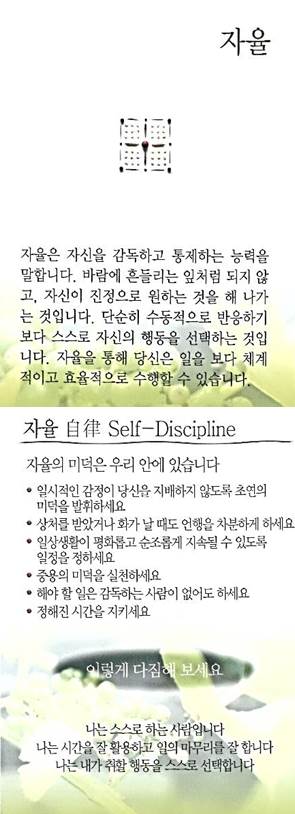 자율
자율은 자신을 감독하고 통제하는 능력을
말합니다. 바람에 흔들리는 잎처럼 되지 않
고, 자신이 진정으로 원하는 것을 해 나가
는 것입니다. 단순히 수동적으로 반응하기
보다 스스로 자신의 행동을 선택하는 것입
니다. 자율을 통해 당신은 일을 보다 체계
적이고 효율적으로 수행할 수 있습니다.
자율 自律 Self-Discipline
자율의 미덕은 우리 안에 있습니다
• 일시적인 감정이 당신을 지배하지 않도록 초연의
미덕을 발휘하세요
• 상처를 받았거나 화가 날 때도 언행을 차분하게 하세요
• 일상생활이 평화롭고 순조롭게 지속될 수 있도록
일정을 정하세요
• 중용의 미덕을 실천하세요
• 해야 할 일은 감독하는 사람이 없어도 하세요
• 정해진 시간을 지키세요
이렇게 다짐해 보세요
나는 스스로 하는 사람입니다
나는 시간을 잘 활용하고 일의 마무리를 잘 합니다
나는 내가 취할 행동을 스스로 선택합니다